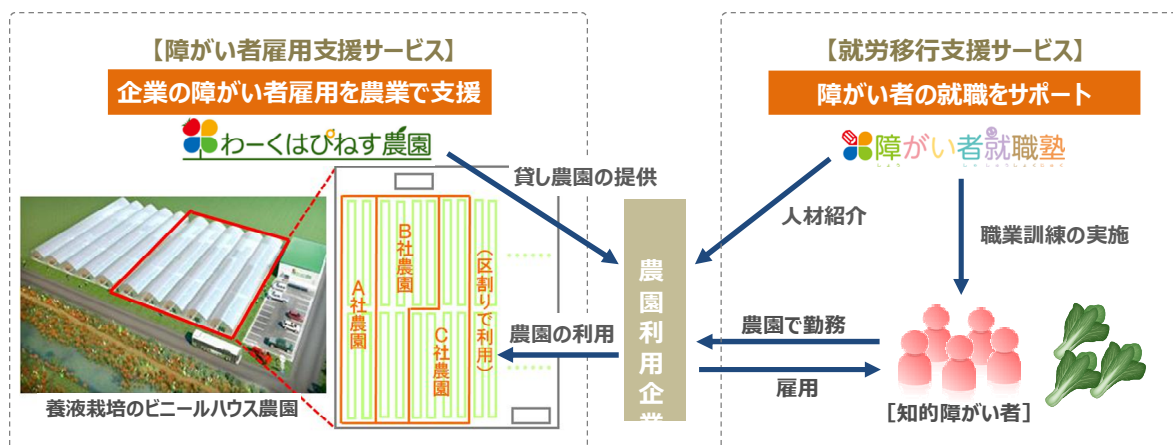 【障がい者雇用支援サービス】
企業の障がい者雇用を農業で支援
わーくはぴねす農園
貸し農園の提供
A社農園
B社農園
C社農園
（区割りで利用）
農園の利用
養液栽培のビニールハウス農園
農園利用企業
【就労移行支援サービス】
障がい者の就職をサポート
障がい者就職塾
人材紹介
職業訓練の実施
農園で勤務
雇用
［知的障がい者］